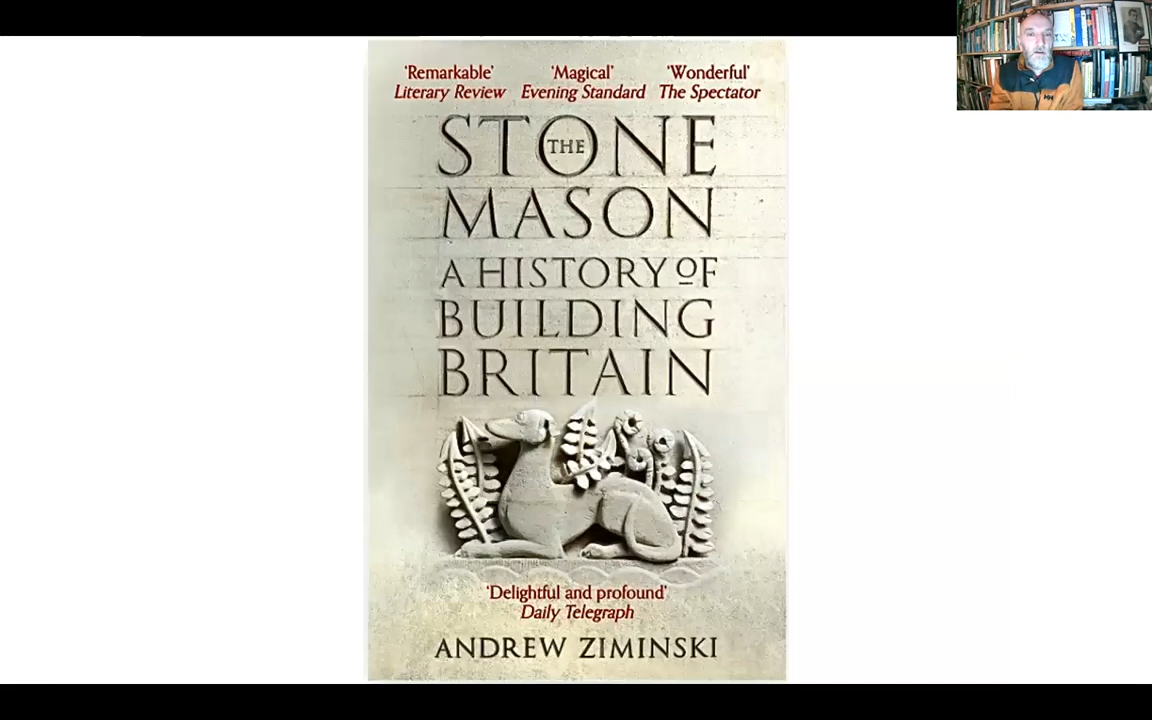 'Remarkable' 'Magical' 'Wonderful'
Literary Review Evening Standard The Spectator
THE
STONE
MASON
A HISTORY OF
BUILDING
BRITAIN
'Delightful and profound'
Daily Telegraph
ANDREW ZIMINSKI